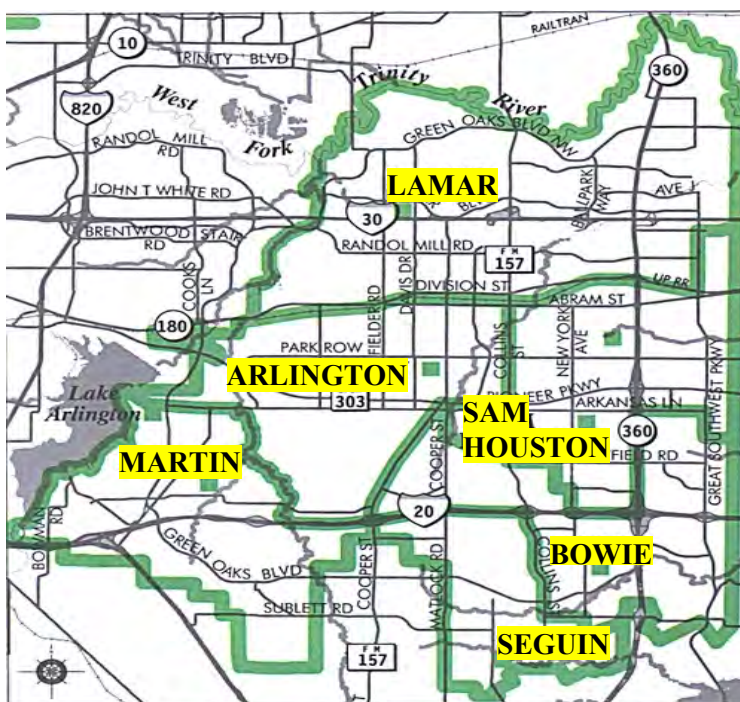 RAILTRAN
10
TRINITY BLVD
360
820
West
Fork
Trinity
River
GREEN OAKS BLVD NW
RANDOL MILL
RD
LAMAR
JOHN T WHITE RD
AVE J
BALLPARK
WAY
30
BRENTWOOD STAIR
RD
RANDOL MILL RD
FM
157
COOKS
LN
DAVIS DR
DIVISION ST
UP RR
ABRAM ST
180
FIELDER RD
COLLINS
ST
NEW YORK
AVE
PARK ROW
ARLINGTON
Lake
Arlington
303
PIONEER PKWY
ARKANSAS LN
SAM
HOUSTON
360
GREAT SOUTHWEST PKWY
MARTIN
COOPER ST
FIELD RD
20
BOWMAN
RD
GREEN OAKS BLVD
COOPER ST
MATLOCK RD
COLLINS ST
BOWIE
SUBLETT RD
SEGUIN
FM
157